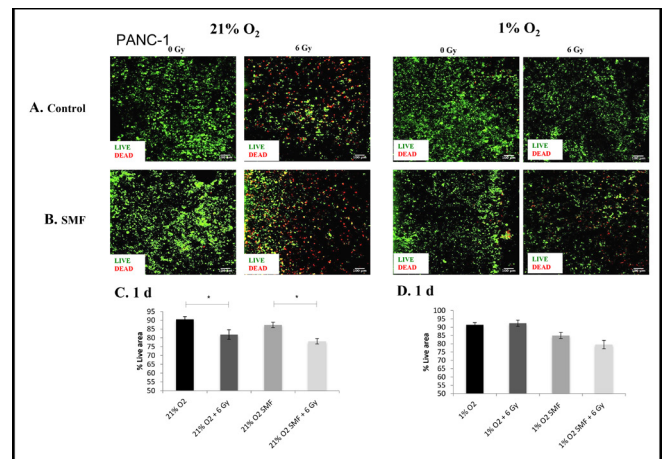 21% O₂
1% O₂
PANC-1
0 Gy
6 Gy
0 Gy
6 Gy
A. Control
LIVE
DEAD
LIVE
DEAD
LIVE
DEAD
LIVE
DEAD
B. SMF
LIVE
DEAD
LIVE
DEAD
LIVE
DEAD
LIVE
DEAD
C. 1 d
% Live area
95
90
85
80
75
70
65
60
55
50
*
*
21% O2
21% O2 + 6 Gy
21% O2 SMF
21% O2 SMF + 6 Gy
D. 1 d
% Live area
100
95
90
85
80
75
70
65
60
55
50
1% O2
1% O2 + 6 Gy
1% O2 SMF
1% O2 SMF + 6 Gy